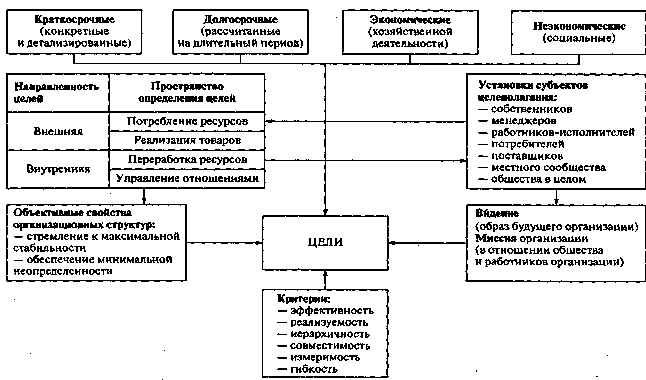 Краткосрочные
(конкретные
и детализированные)
Долгосрочные
(рассчитанные
на длительный период)
Экономические
(хозяйственной
деятельности)
Неэкономические
(социальные)
Направленность
целей
Пространство
определения целей
Внешняя
Потребление ресурсов
Реализация товаров
Внутренняя
Переработка ресурсов
Управление отношениями
Установки субъектов
целеполагания:
— собственников
— менеджеров
— работников-исполнителей
— потребителей
— поставщиков
— местного сообщества
— общества в целом
Объективные свойства
организационных структур:
— стремление к максимальной
стабильности
— обеспечение минимальной
неопределенности
ЦЕЛИ
Видение
(образ будущего организации)
Миссия организации
(в отношении общества
и работников организации)
Критерии:
— эффективность
— реализуемость
— иерархичность
— совместимость
— измеримость
— гибкость